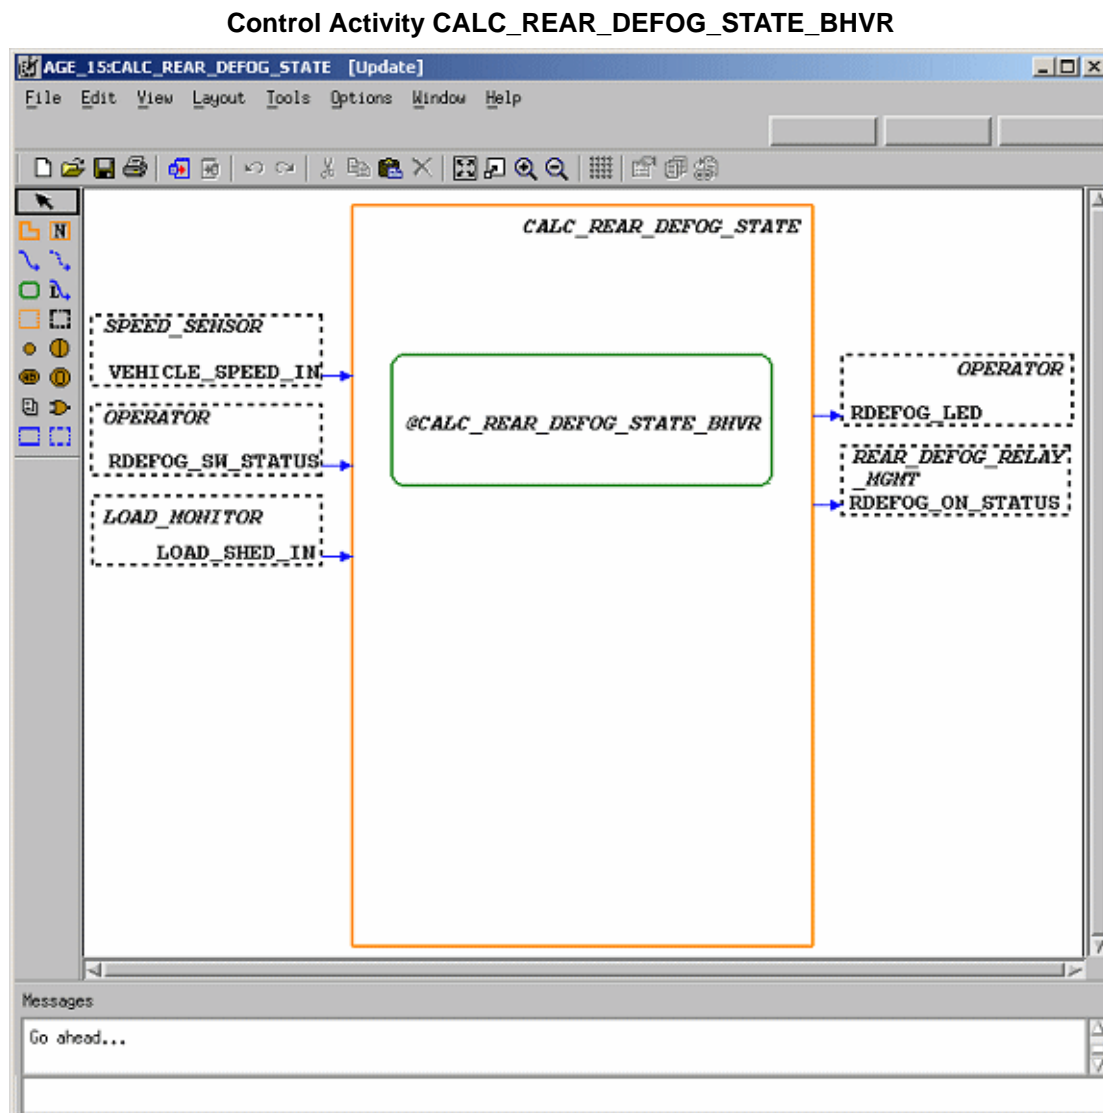 Control Activity CALC_REAR_DEFOG_STATE_BHVR
AGE_15:CALC_REAR_DEFOG_STATE [Update]
File Edit View Layout Tools Options Window Help
N
CALC_REAR_DEFOG_STATE
SPEED_SENSOR
VEHICLE_SPEED_IN
OPERATOR
RDEFOG_SW_STATUS
LOAD_MONITOR
LOAD_SHED_IN
@CALC_REAR_DEFOG_STATE_BHVR
OPERATOR
RDEFOG_LED
REAR_DEFOG_RELAY
_MGMT
RDEFOG_ON_STATUS
Messages
Go ahead...